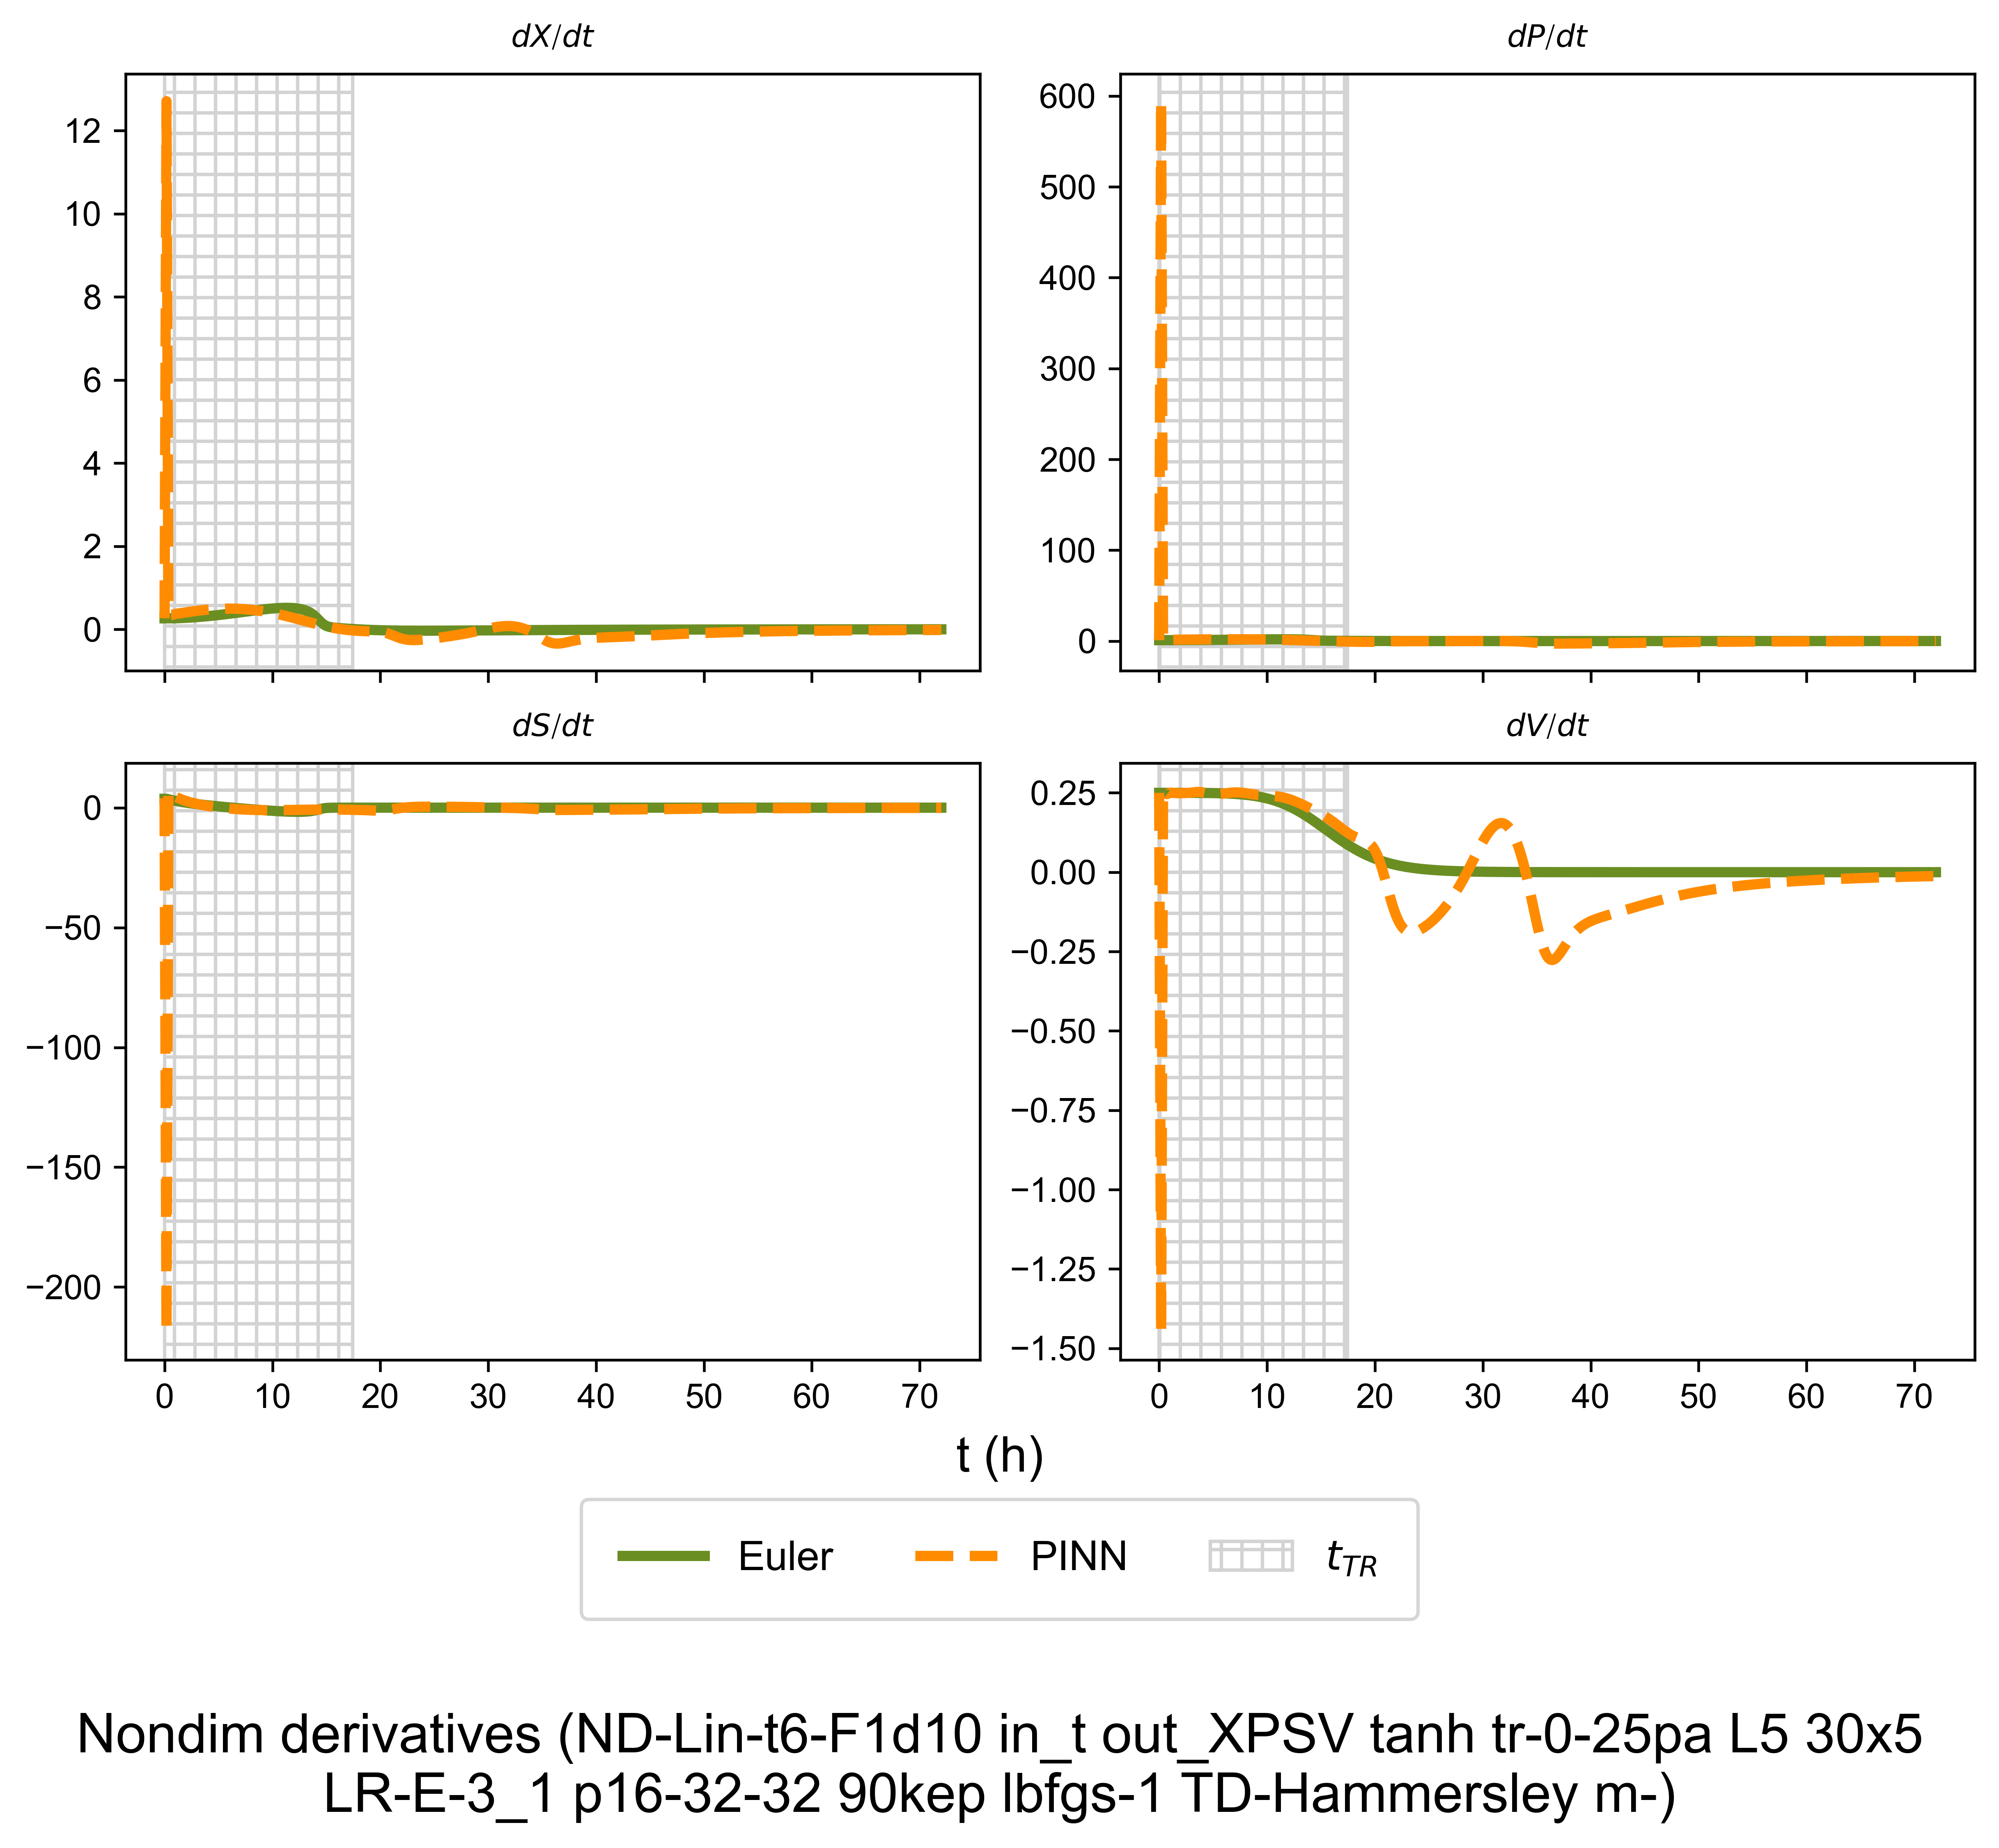 dX/dt
dP/dt
12
10
8
6
4
2
0
600
500
400
300
200
100
0
dS/dt
dV/dt
0
−50
−100
−150
−200
0.25
0.00
−0.25
−0.50
−0.75
−1.00
−1.25
−1.50
0 10 20 30 40 50 60 70
0 10 20 30 40 50 60 70
t (h)
Euler PINN t_TR
Nondim derivatives (ND-Lin-t6-F1d10 in_t out_XPSV tanh tr-0-25pa L5 30x5
LR-E-3_1 p16-32-32 90kep lbfgs-1 TD-Hammersley m-)